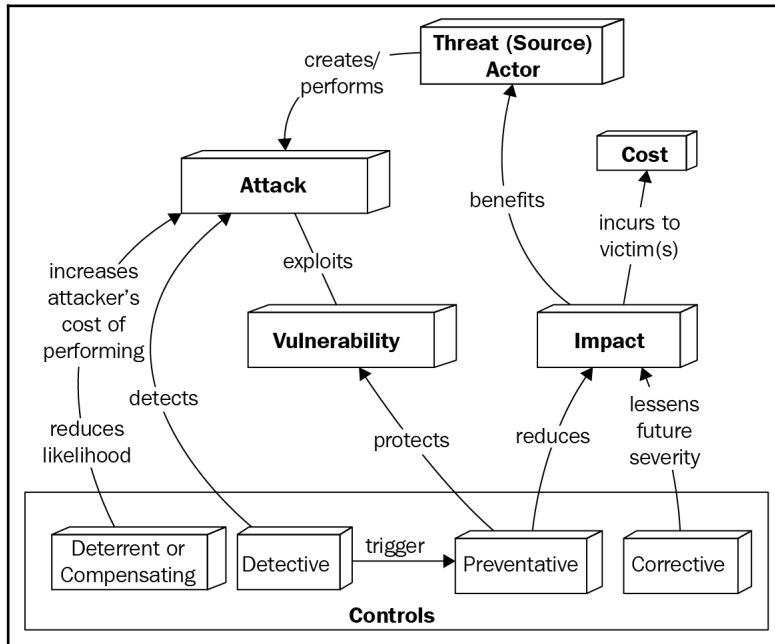 Threat (Source)
Actor
creates/
performs
Cost
Attack
benefits
incurs to
victim(s)
exploits
increases
attacker's
cost of
performing
Vulnerability
Impact
detects
lessens
future
severity
reduces
likelihood
protects
reduces
Deterrent or
Compensating
Detective
trigger
Preventative
Corrective
Controls